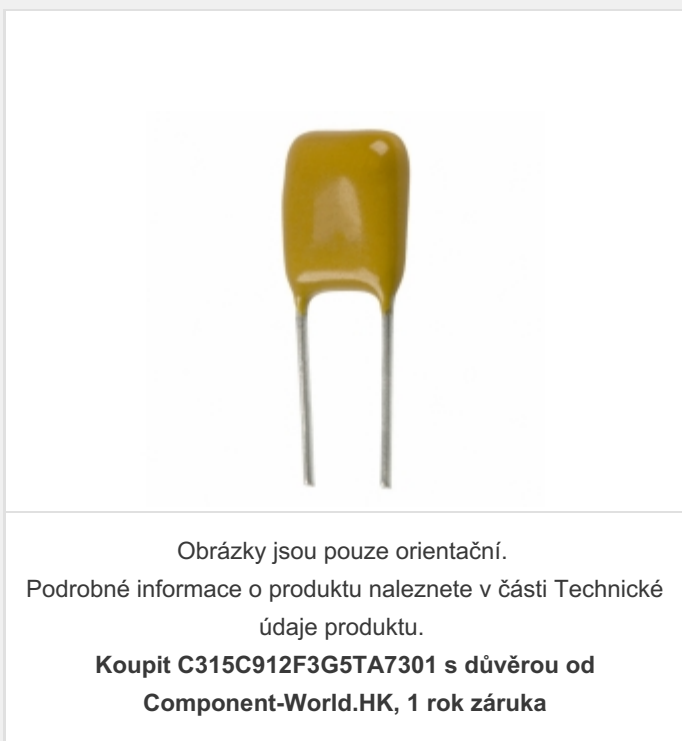 Obrázky jsou pouze orientační.
Podrobné informace o produktu naleznete v části Technické
údaje produktu.
Koupit C315C912F3G5TA7301 s důvěrou od
Component-World.HK, 1 rok záruka